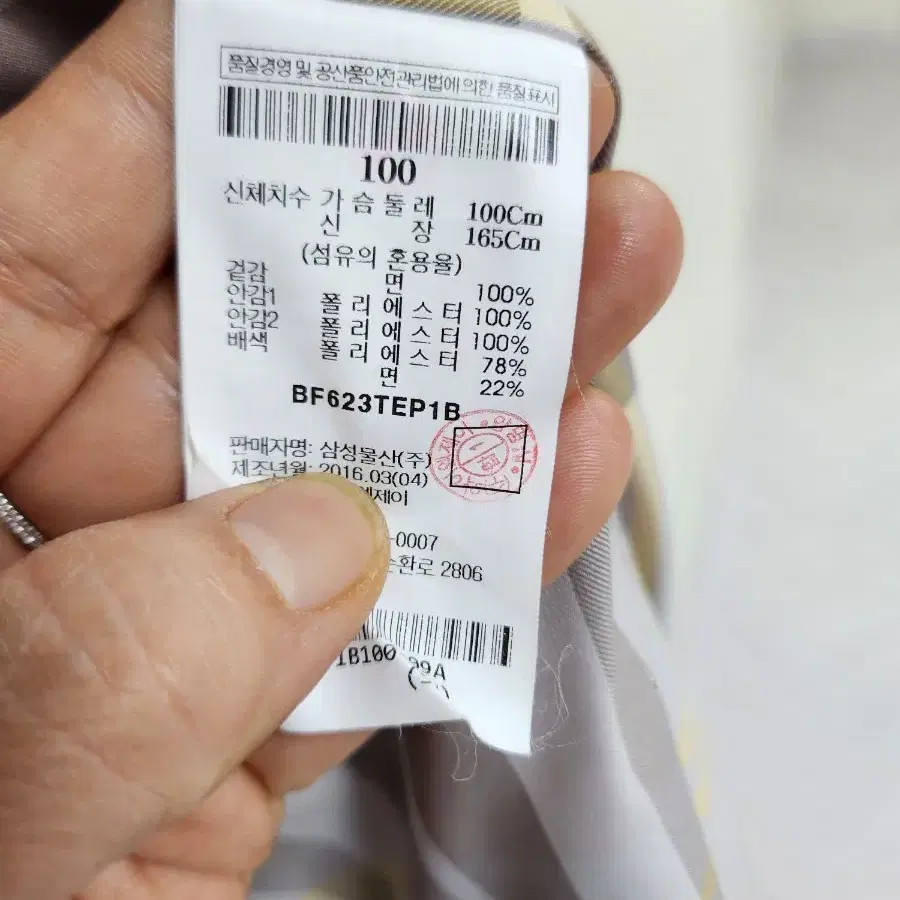 품질경영 및 공산품안전관리법에 의한 품질표시
100
신체치수 가 슴 둘 레 100Cm
신 장 165Cm
(섬유의 혼용율)
겉감 면 100%
안감1 폴 리 에 스 터 100%
안감2 폴 리 에 스 터 100%
배색 폴 리 에 스 터 78%
면 22%
BF623TEP1B
판매자명: 삼성물산(주)
제조년월: 2016.03(04)
제이
-0007
순환로 2806
1B100 99A